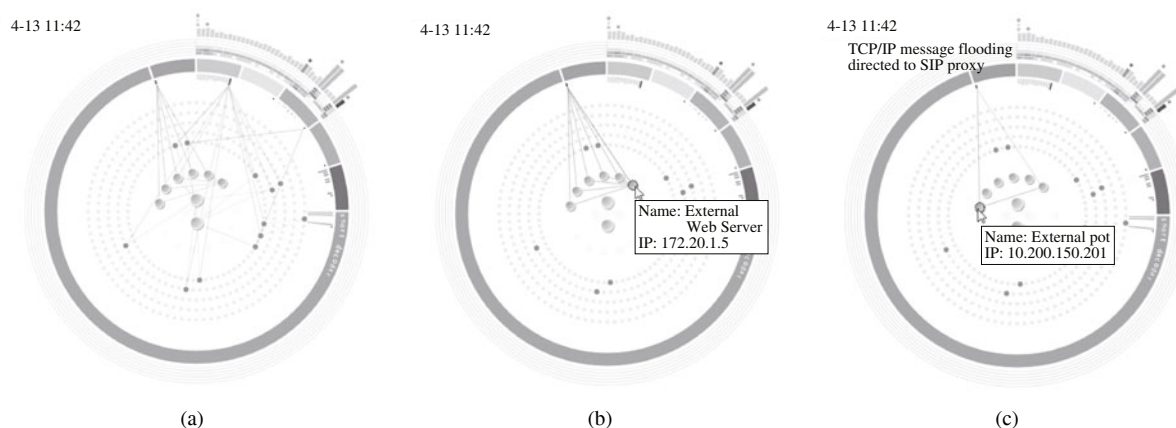 4-13 11:42
4-13 11:42
Name: External
Web Server
IP: 172.20.1.5
4-13 11:42
TCP/IP message flooding
directed to SIP proxy
Name: External pot
IP: 10.200.150.201
(a)
(b)
(c)